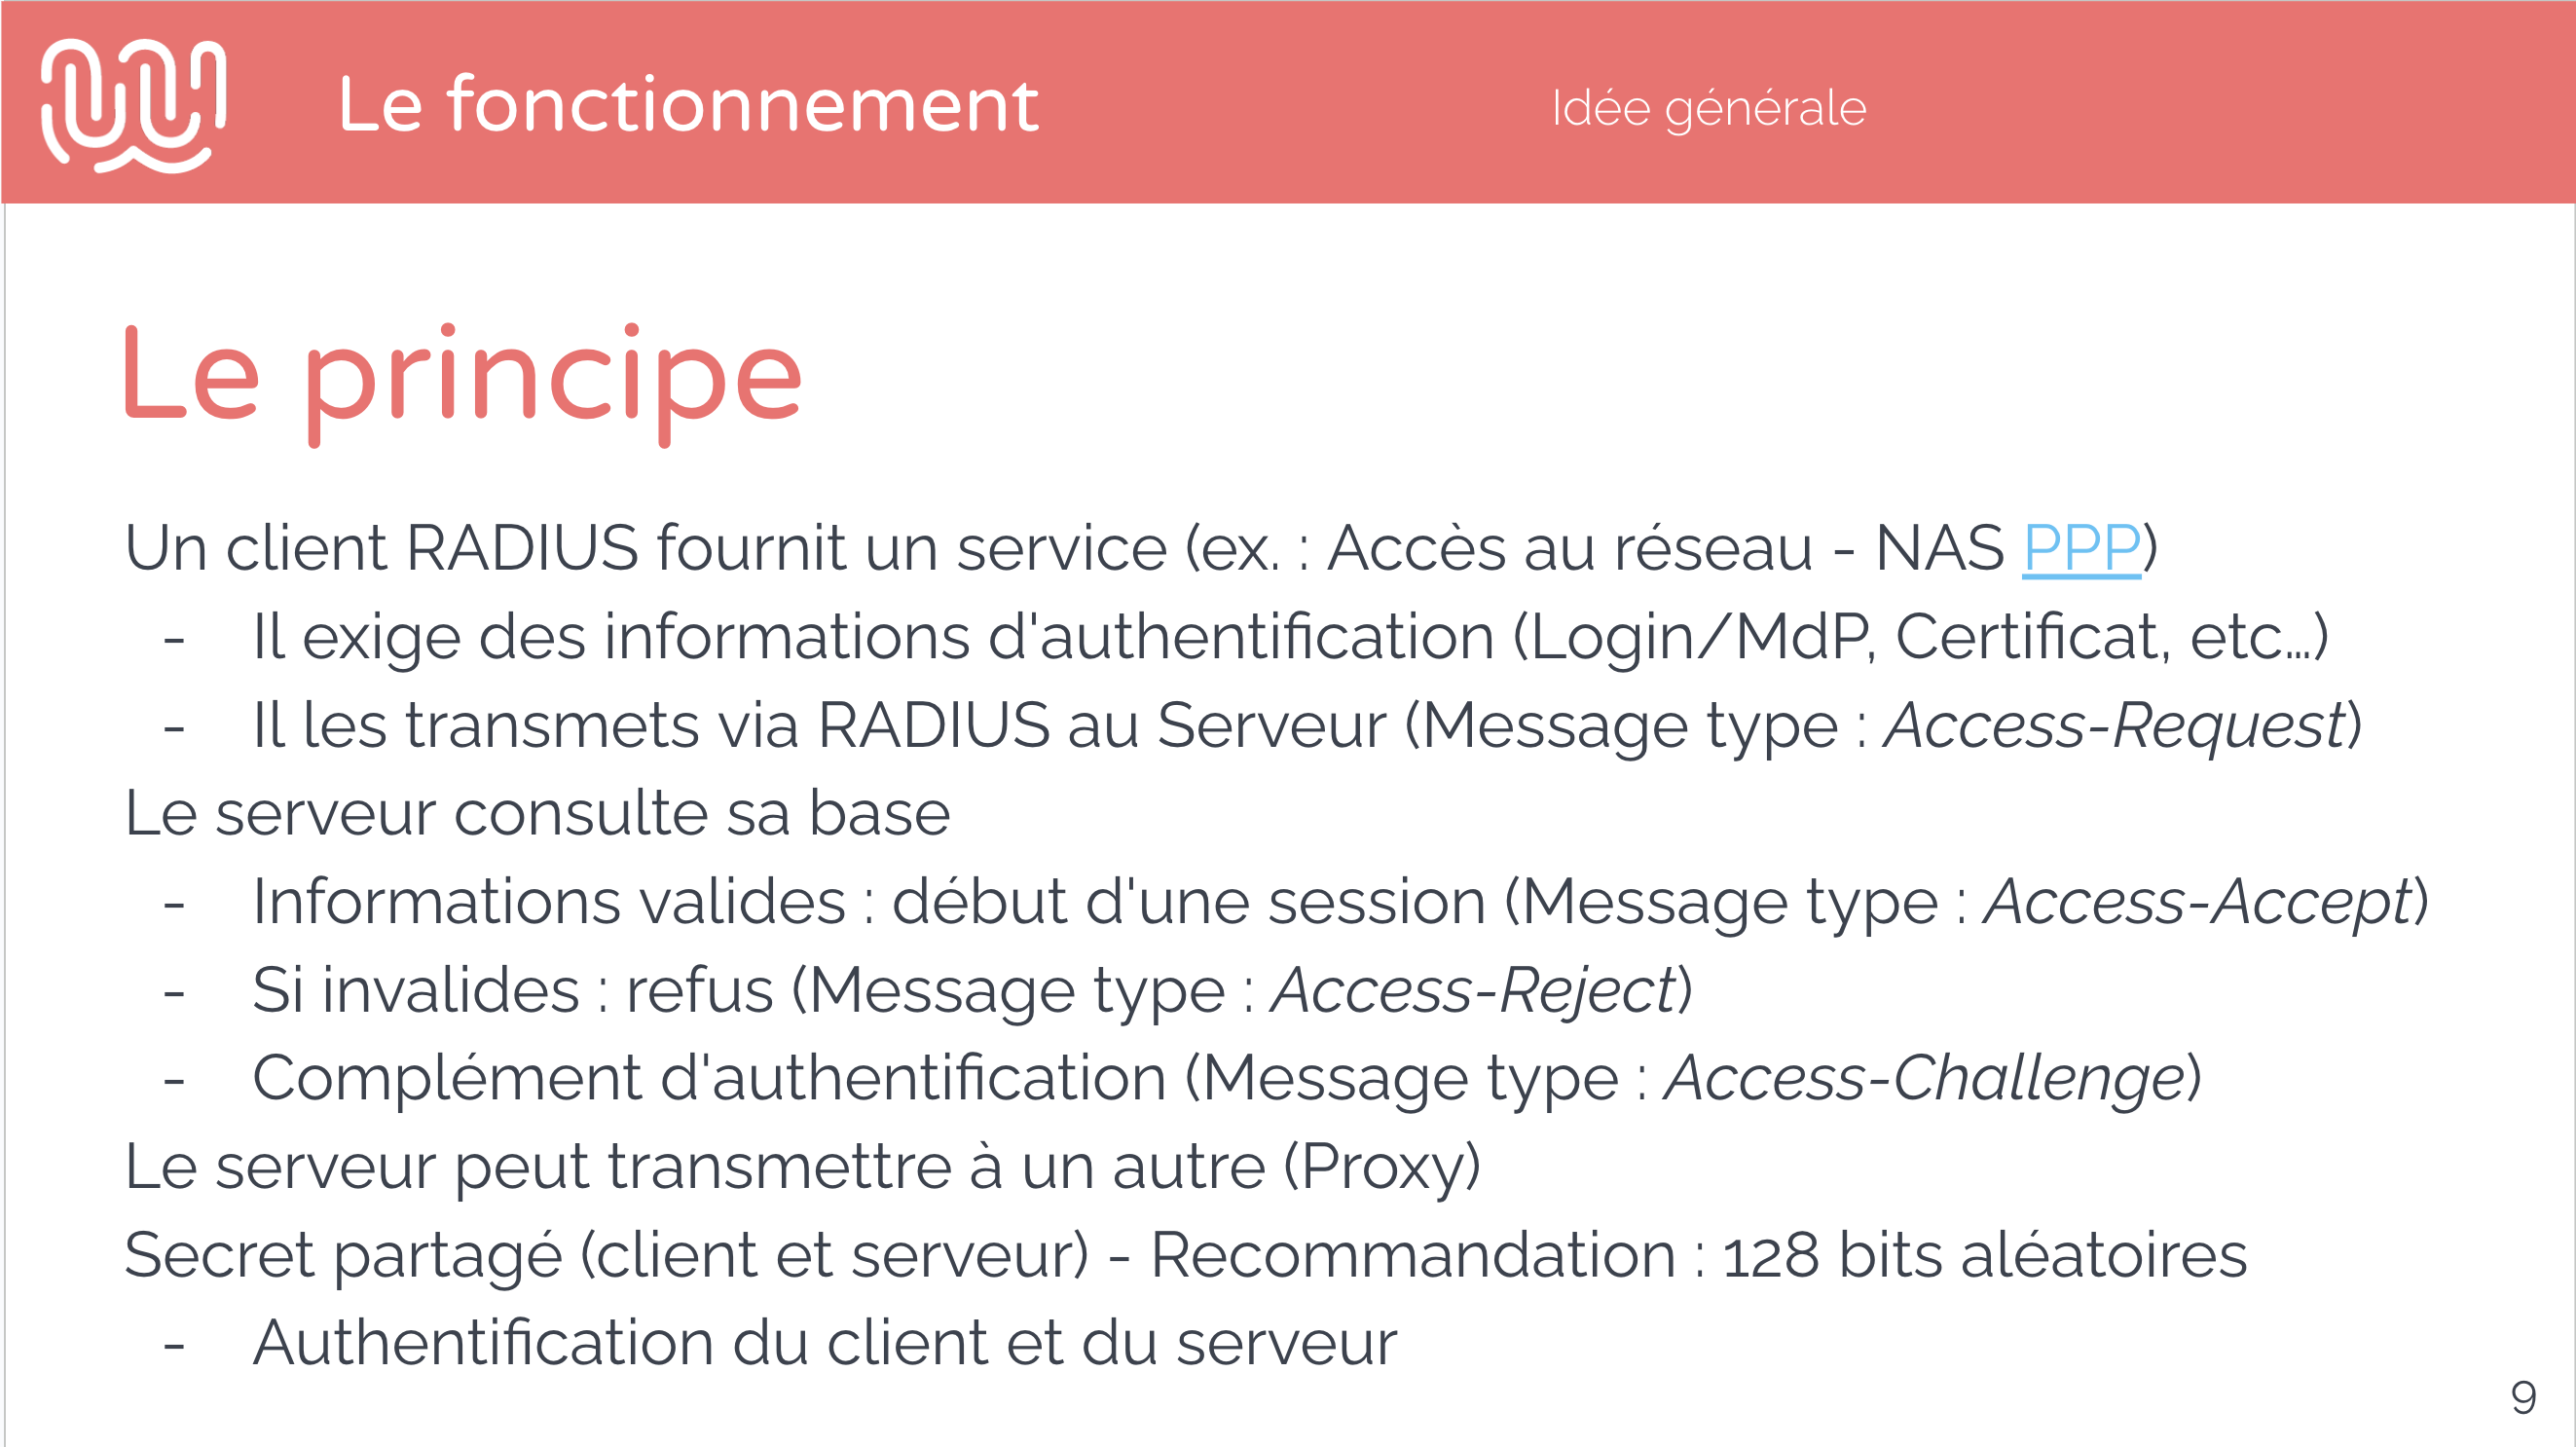 Le fonctionnement
Idée générale
Le principe
Un client RADIUS fournit un service (ex. : Accès au réseau - NAS PPP)
- Il exige des informations d'authentification (Login/MdP, Certificat, etc…)
- Il les transmets via RADIUS au Serveur (Message type : Access-Request)
Le serveur consulte sa base
- Informations valides : début d'une session (Message type : Access-Accept)
- Si invalides : refus (Message type : Access-Reject)
- Complément d'authentification (Message type : Access-Challenge)
Le serveur peut transmettre à un autre (Proxy)
Secret partagé (client et serveur) - Recommandation : 128 bits aléatoires
- Authentification du client et du serveur
9